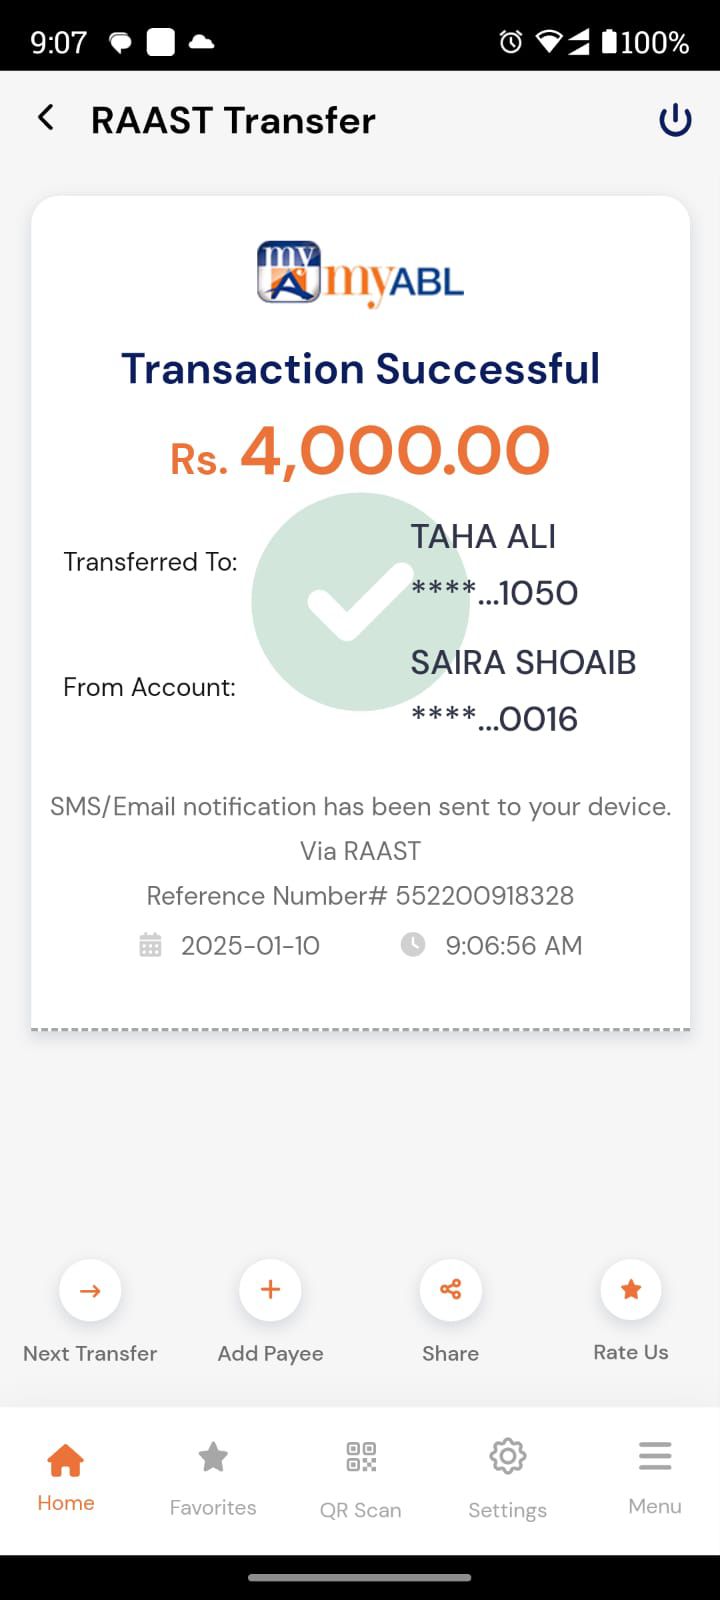 9:07
100%
RAAST Transfer
my
myABL
Transaction Successful
Rs. 4,000.00
Transferred To:
TAHA ALI
****...1050
From Account:
SAIRA SHOAIB
****...0016
SMS/Email notification has been sent to your device.
Via RAAST
Reference Number# 552200918328
2025-01-10 9:06:56 AM
Next Transfer Add Payee Share Rate Us
Home Favorites QR Scan Settings Menu